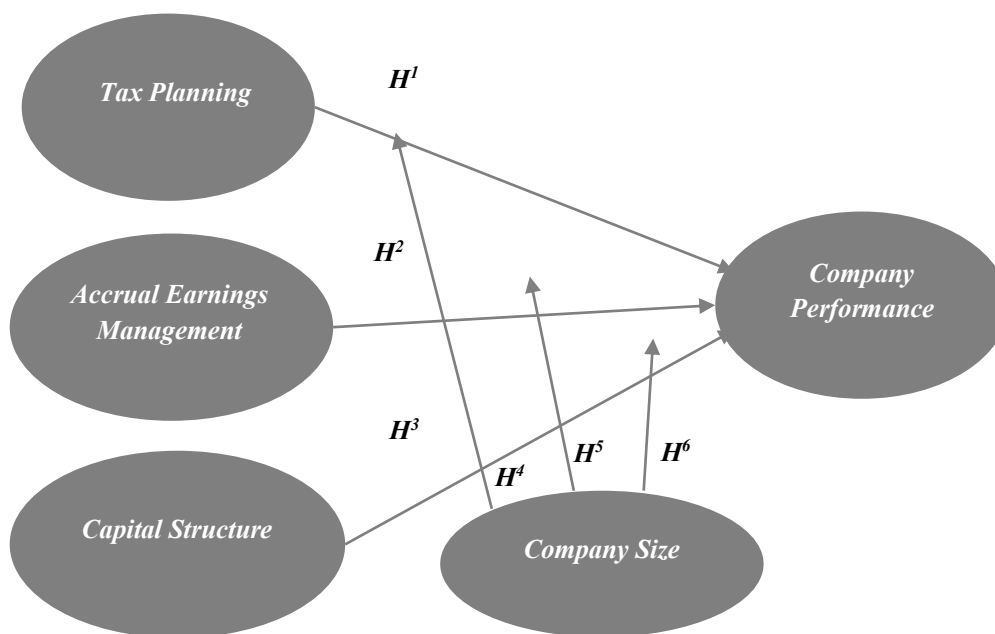 Tax Planning
H¹
H²
Accrual Earnings
Management
Company
Performance
H³
H⁴
H⁵
H⁶
Capital Structure
Company Size